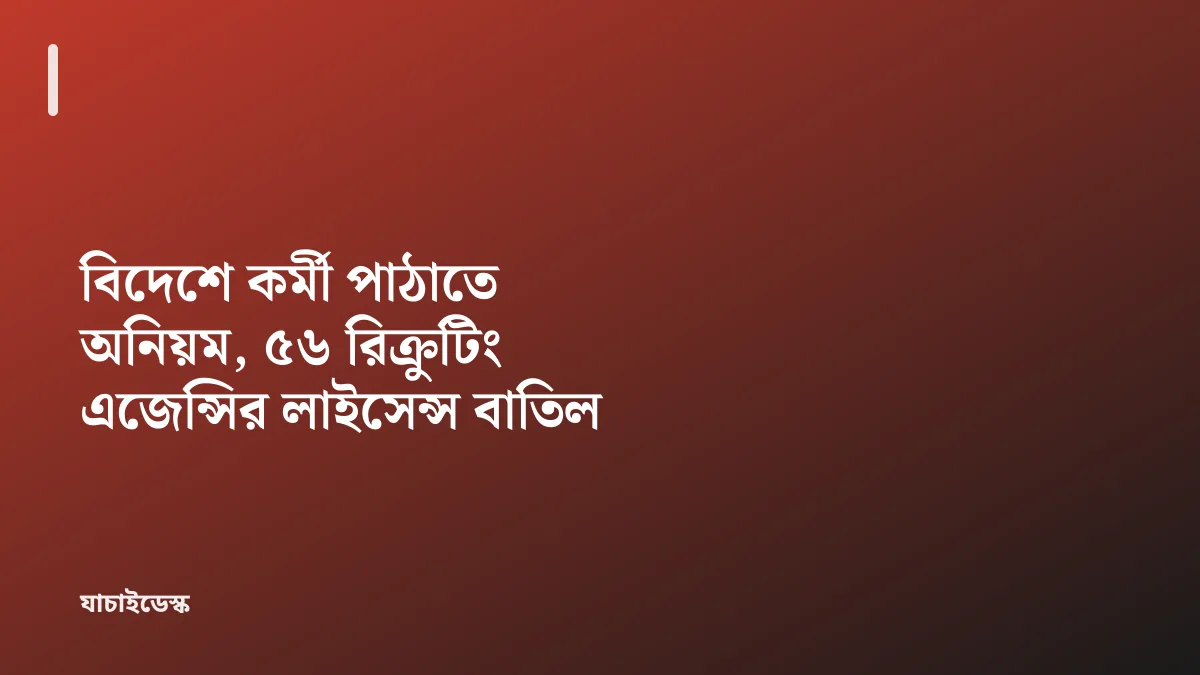 বিদেশে কর্মী পাঠাতে
অনিয়ম, ৫৬ রিক্রুটিং
এজেন্সির লাইসেন্স বাতিল
যাচাইডেস্ক